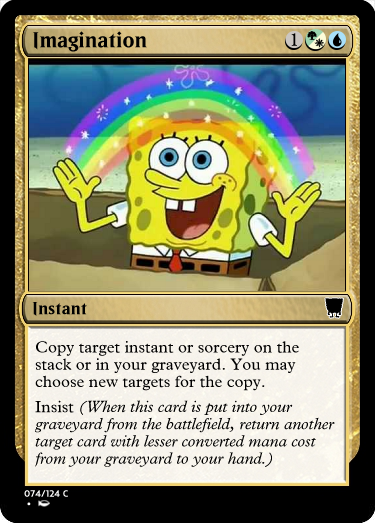 Imagination 1
Instant
Copy target instant or sorcery on the
stack or in your graveyard. You may
choose new targets for the copy.
Insist (When this card is put into your
graveyard from the battlefield, return another
target card with lesser converted mana cost
from your graveyard to your hand.)
074/124 C